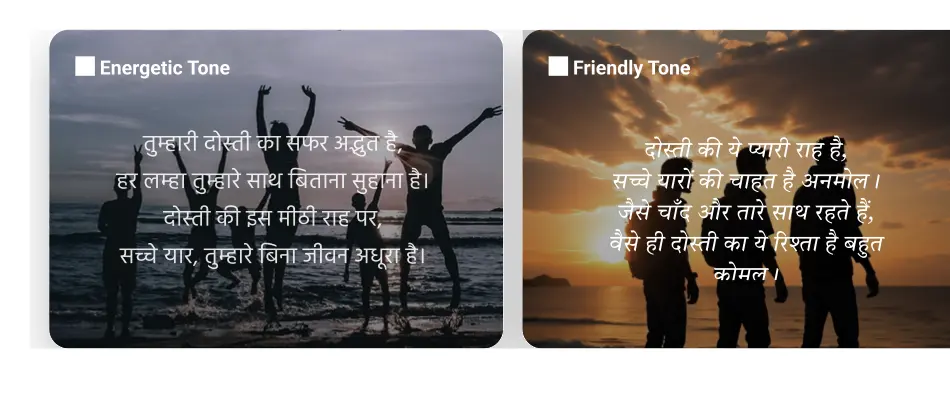 Energetic Tone
तुम्हारी दोस्ती का सफर अद्भुत है,
हर लम्हा तुम्हारे साथ बिताना सुहाना है।
दोस्ती की इस मीठी राह पर,
सच्चे यार, तुम्हारे बिना जीवन अधूरा है।
Friendly Tone
दोस्ती की ये प्यारी राह है,
सच्चे यारों की चाहत है अनमोल।
जैसे चाँद और तारे साथ रहते हैं,
वैसे ही दोस्ती का ये रिश्ता है बहुत
कोमल।